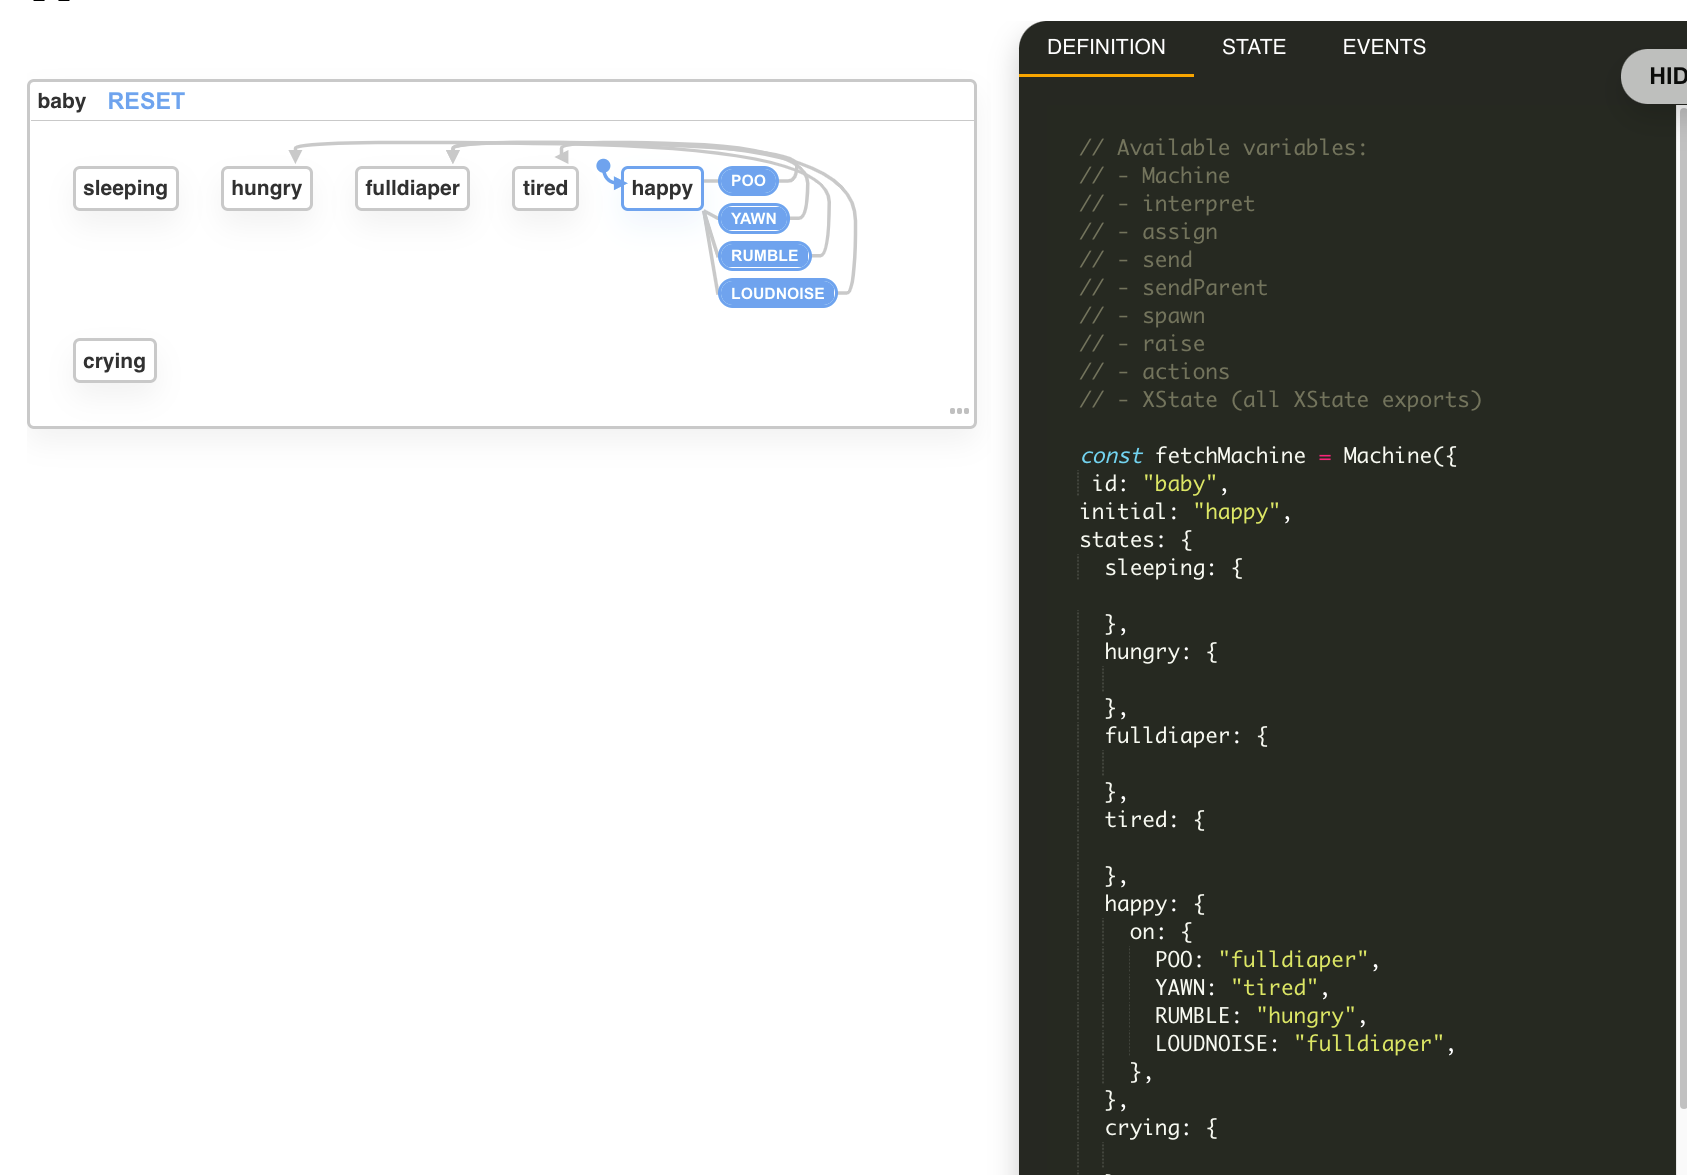 baby RESET
sleeping
hungry
fulldiaper
tired
happy
POO
YAWN
RUMBLE
LOUDNOISE
crying
DEFINITION STATE EVENTS
// Available variables:
// - Machine
// - interpret
// - assign
// - send
// - sendParent
// - spawn
// - raise
// - actions
// - XState (all XState exports)
const fetchMachine = Machine({
id: "baby",
initial: "happy",
states: {
sleeping: {
},
hungry: {
},
fulldiaper: {
},
tired: {
},
happy: {
on: {
POO: "fulldiaper",
YAWN: "tired",
RUMBLE: "hungry",
LOUDNOISE: "fulldiaper",
},
},
crying: {